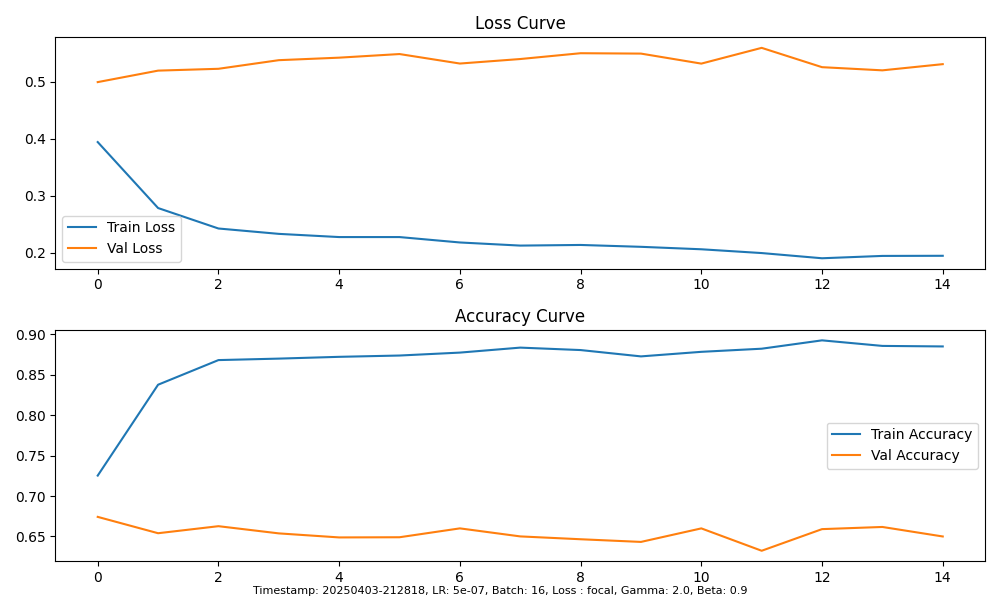 Loss Curve
0.5
0.4
0.3
0.2
Train Loss
Val Loss
0 2 4 6 8 10 12 14
Accuracy Curve
0.90
0.85
0.80
0.75
0.70
0.65
Train Accuracy
Val Accuracy
0 2 4 6 8 10 12 14
Timestamp: 20250403-212818, LR: 5e-07, Batch: 16, Loss : focal, Gamma: 2.0, Beta: 0.9